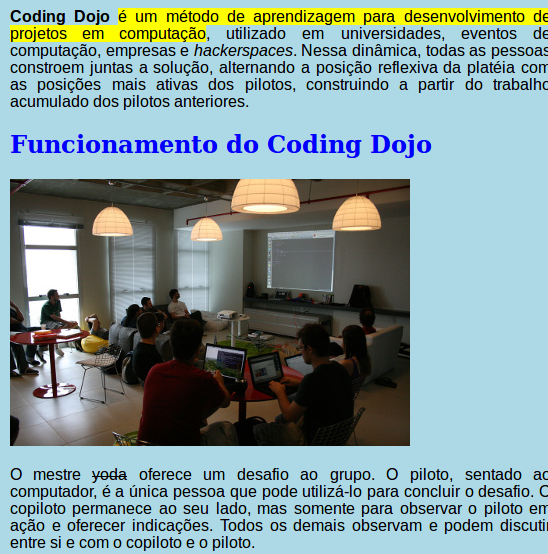 Coding Dojo é um método de aprendizagem para desenvolvimento de
projetos em computação, utilizado em universidades, eventos de
computação, empresas e hackerspaces. Nessa dinâmica, todas as pessoas
constroem juntas a solução, alternando a posição reflexiva da platéia com
as posições mais ativas dos pilotos, construindo a partir do trabalho
acumulado dos pilotos anteriores.
Funcionamento do Coding Dojo
O mestre yoda oferece um desafio ao grupo. O piloto, sentado ao
computador, é a única pessoa que pode utilizá-lo para concluir o desafio. O
copiloto permanece ao seu lado, mas somente para observar o piloto em
ação e oferecer indicações. Todos os demais observam e podem discutir
entre si e com o copiloto e o piloto.